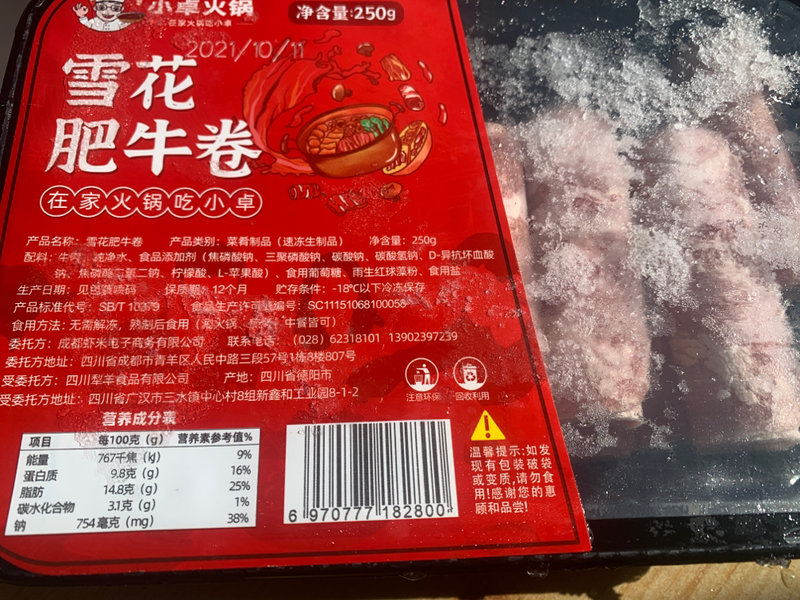 小卓火锅
在家火锅吃小卓
净含量:250g
2021/10/11
雪花
肥牛卷
在家火锅吃小卓
产品名称: 雪花肥牛卷 产品类别: 菜肴制品（速冻生制品） 净含量: 250g
配料: 牛 纯净水、食品添加剂（焦磷酸钠、三聚磷酸钠、碳酸钠、碳酸氢钠、D-异抗坏血酸
钠、焦磷酸二氢二钠、柠檬酸、L-苹果酸）、食用葡萄糖、雨生红球藻粉、食用盐
生产日期: 见包装喷码 保质期: 12个月 贮存条件: -18℃以下冷冻保存
产品标准代号: SB/T 10379 食品生产许可证编号: SC11151068100058
食用方法: 无需解冻，熟制后食用（ 火锅、 中餐皆可）
委托方: 成都虾米电子商务有限公司 联系电话: （028）62318101 13902397239
委托方地址: 四川省成都市青羊区人民中路三段57号1栋8楼807号
受委托方: 四川犁羊食品有限公司 产地: 四川省德阳市
受委托方地址: 四川省广汉市三水镇中心村8组新鑫和工业园8-1-2
注意环保 回收利用
营养成分表
项目 每100克（g） 营养素参考值%
能量 767千焦（kj） 9%
蛋白质 9.8克（g） 16%
脂肪 14.8克（g） 25%
碳水化合物 3.1克（g） 1%
钠 754毫克（mg） 38%
6 970777 182800
温馨提示:如发
现有包装破袋
或变质,请勿食
用!感谢您的惠
顾和品尝!